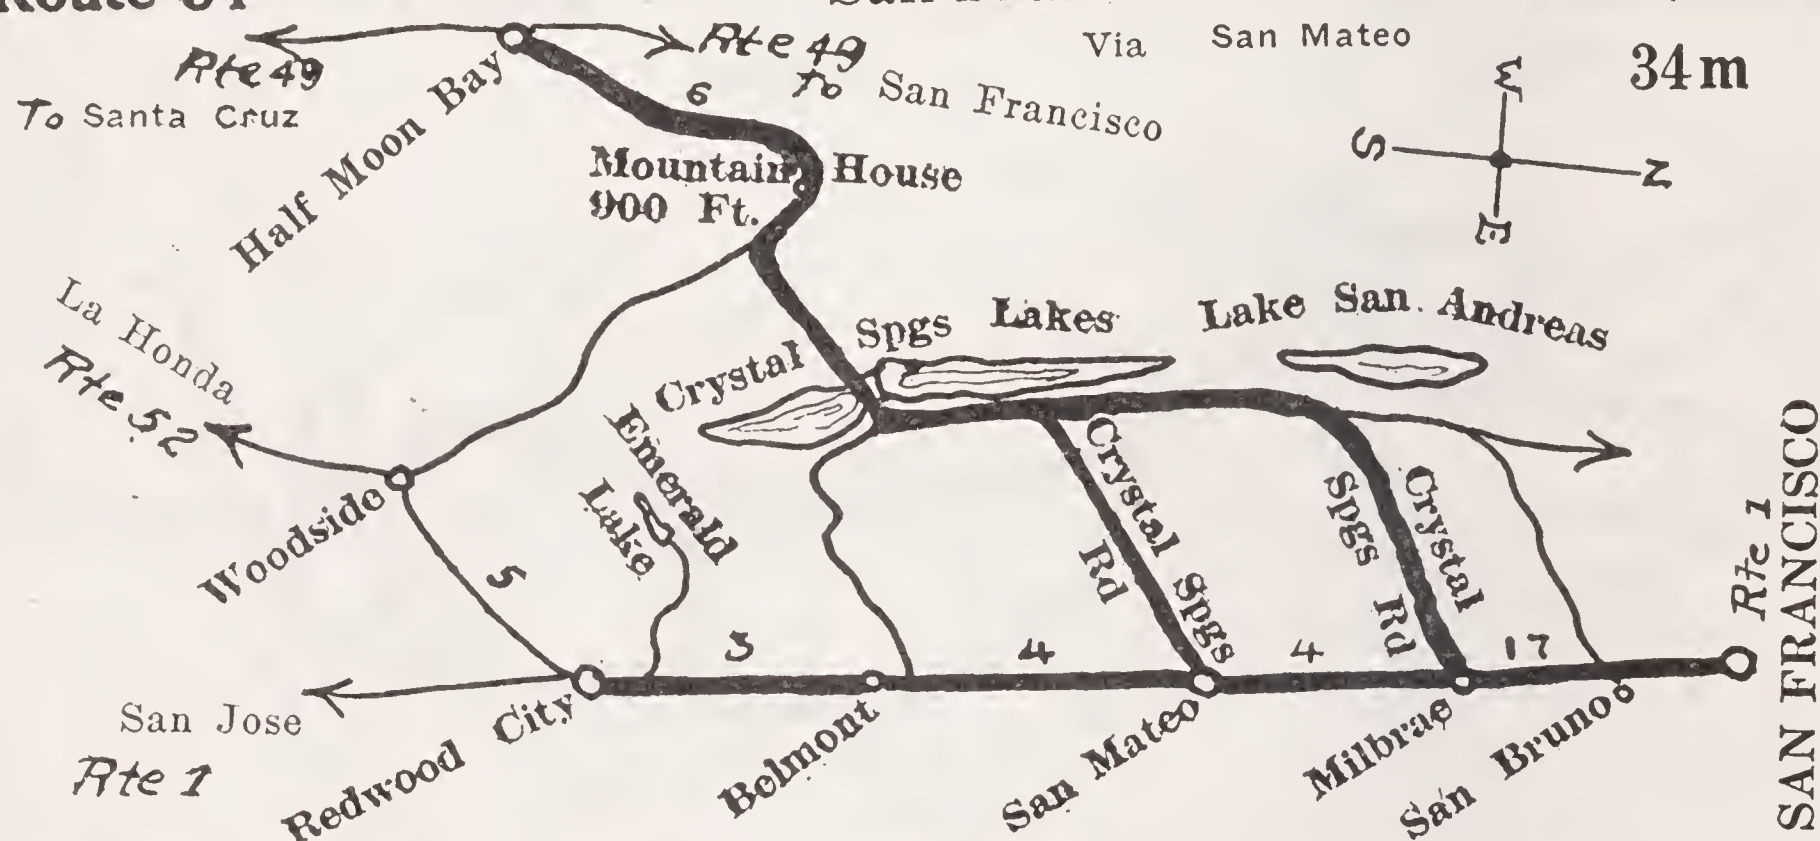 Via San Mateo
34m
Rte 49
To Santa Cruz
Rte 49
To San Francisco
W
S
N
E
Half Moon Bay
6
Mountain House
900 Ft.
La Honda
Rte 52
Crystal Spgs Lakes
Lake San Andreas
Emerald
Lake
Woodside
5
Crystal Spgs
Rd
Crystal
Spgs Rd
3
4
4
17
Rte 1
SAN FRANCISCO
San Jose
Rte 1
Redwood City
Belmont
San Mateo
Milbrae
San Bruno